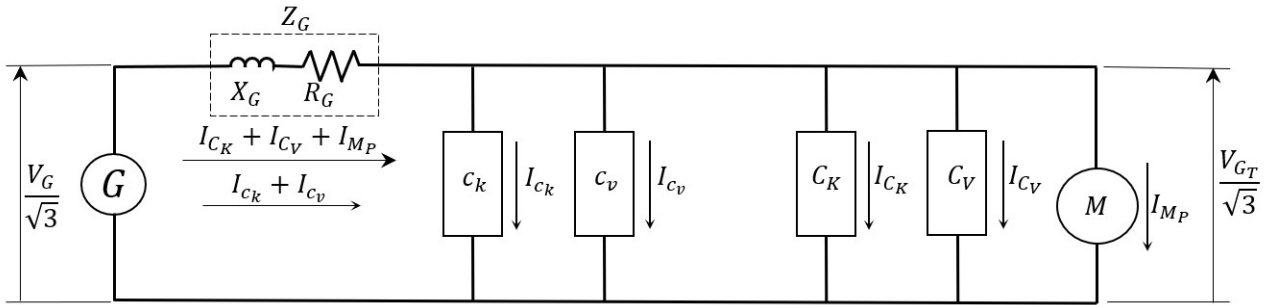 Z_G
X_G R_G
I_{C_K} + I_{C_V} + I_{M_P}
I_{c_k} + I_{c_v}
V_G/√3
G
c_k
I_{c_k}
c_v
I_{c_v}
C_K
I_{C_K}
C_V
I_{C_V}
M
I_{M_P}
V_{G_T}/√3